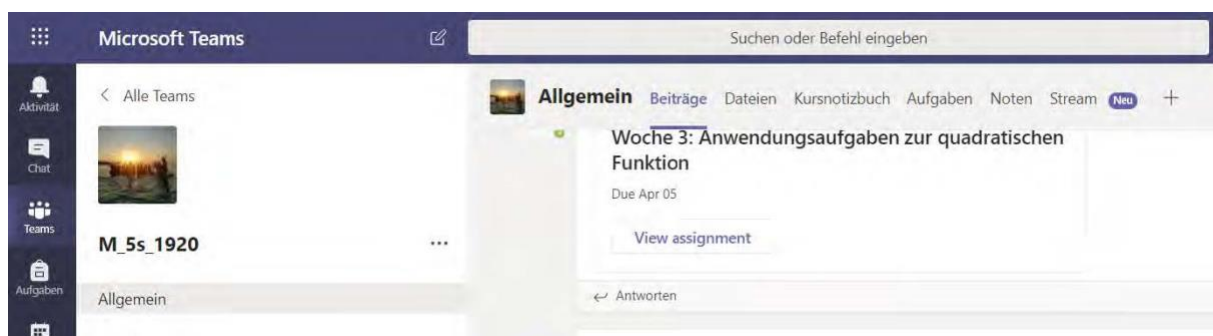 Microsoft Teams
Suchen oder Befehl eingeben
Aktivität
Chat
Teams
Aufgaben
< Alle Teams
M_5s_1920
...
Allgemein
Allgemein Beiträge Dateien Kursnotizbuch Aufgaben Noten Stream Neu +
Woche 3: Anwendungsaufgaben zur quadratischen
Funktion
Due Apr 05
View assignment
Antworten